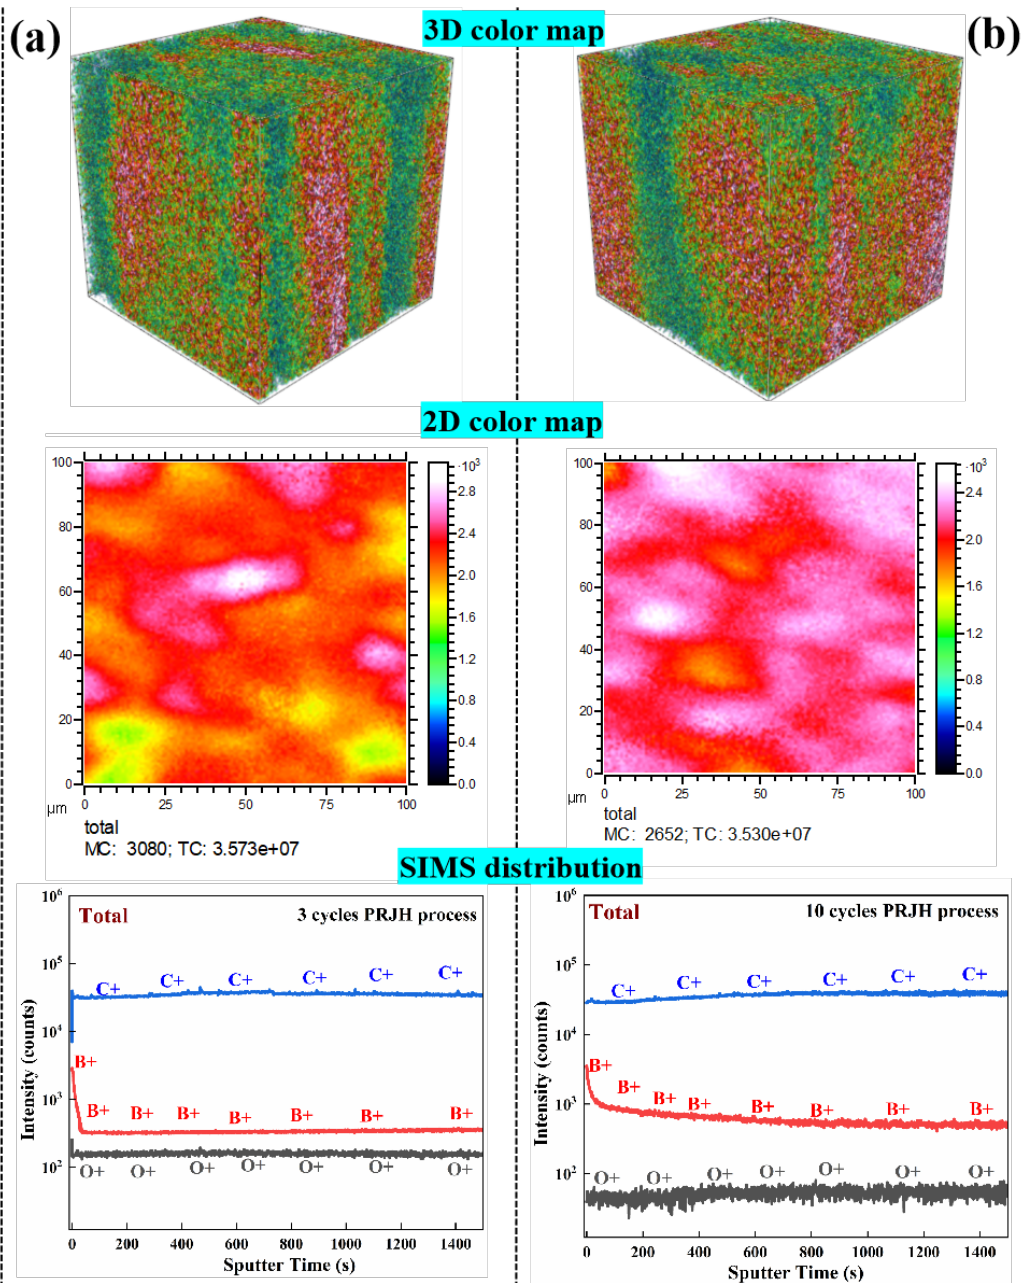 (a)
3D color map
(b)
2D color map
100
80
60
40
20
0
µm
0
25
50
75
100
·10³
2.8
2.4
2.0
1.6
1.2
0.8
0.4
0.0
total
MC: 3080; TC: 3.573e+07
100
80
60
40
20
0
µm
0
25
50
75
100
·10³
2.4
2.0
1.6
1.2
0.8
0.4
0.0
total
MC: 2652; TC: 3.530e+07
SIMS distribution
Total
3 cycles PRJH process
10⁶
10⁵
10⁴
10³
10²
Intensity (counts)
C+ C+ C+ C+ C+ C+
B+
B+ B+ B+ B+ B+ B+ B+
O+ O+ O+ O+ O+ O+ O+
0 200 400 600 800 1000 1200 1400
Sputter Time (s)
Total
10 cycles PRJH process
10⁶
10⁵
10⁴
10³
10²
Intensity (counts)
C+ C+ C+ C+ C+ C+
B+
B+ B+ B+ B+ B+ B+ B+
O+ O+ O+ O+ O+ O+ O+
0 200 400 600 800 1000 1200 1400
Sputter Time (s)